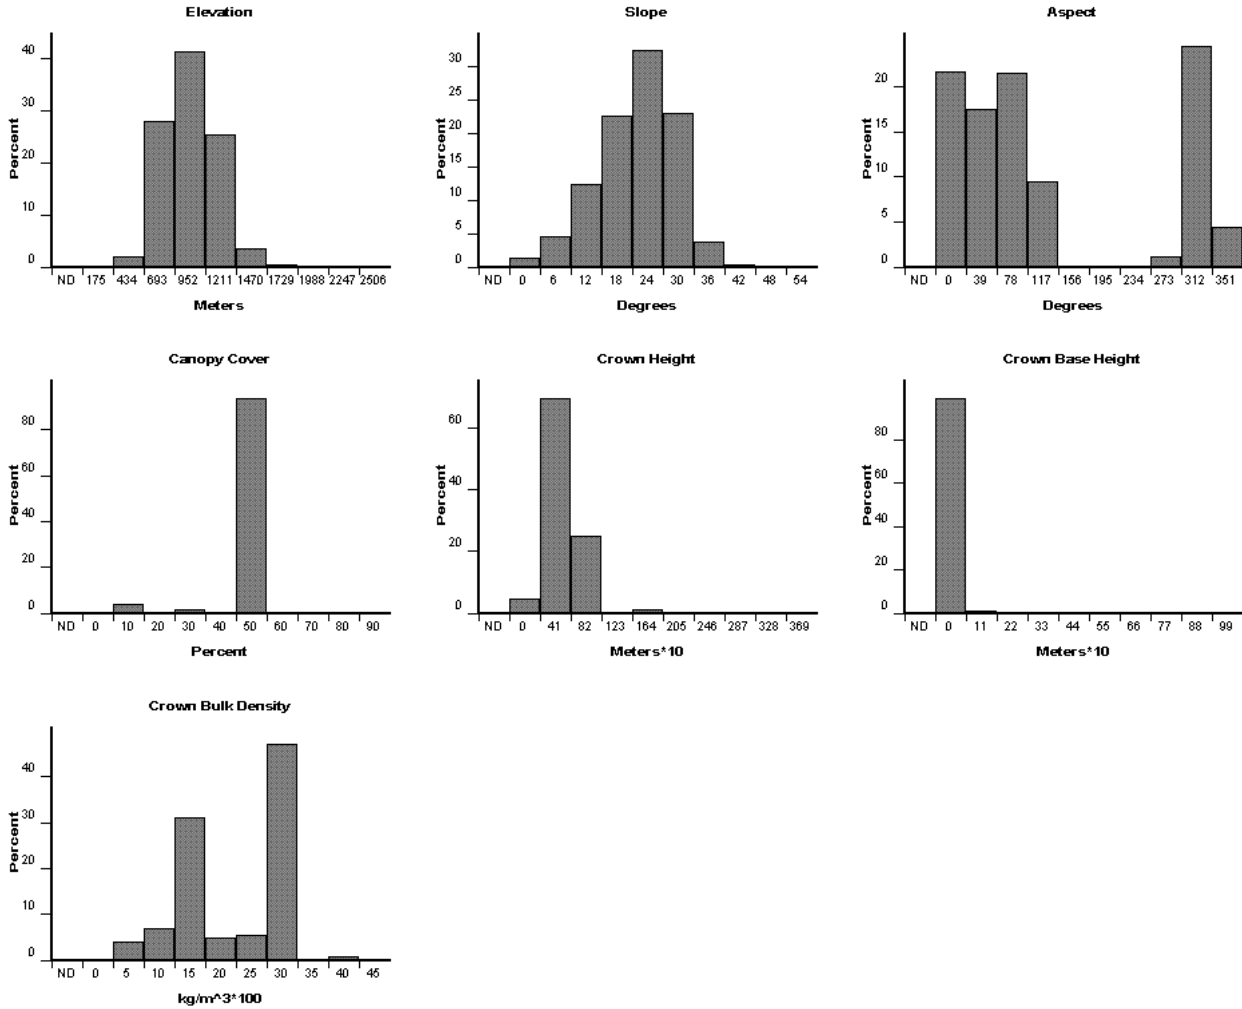 Elevation
40
30
20
10
0
Percent
ND 175 434 693 952 1211 1470 1729 1988 2247 2506
Meters
Slope
30
25
20
15
10
5
0
Percent
ND 0 6 12 18 24 30 36 42 48 54
Degrees
Aspect
20
15
10
5
0
Percent
ND 0 39 78 117 156 195 234 273 312 351
Degrees
Canopy Cover
80
60
40
20
0
Percent
ND 0 10 20 30 40 50 60 70 80 90
Percent
Crown Height
60
40
20
0
Percent
ND 0 41 82 123 164 205 246 287 328 369
Meters*10
Crown Base Height
80
60
40
20
0
Percent
ND 0 11 22 33 44 55 66 77 88 99
Meters*10
Crown Bulk Density
40
30
20
10
0
Percent
ND 0 5 10 15 20 25 30 35 40 45
kg/m^3*100